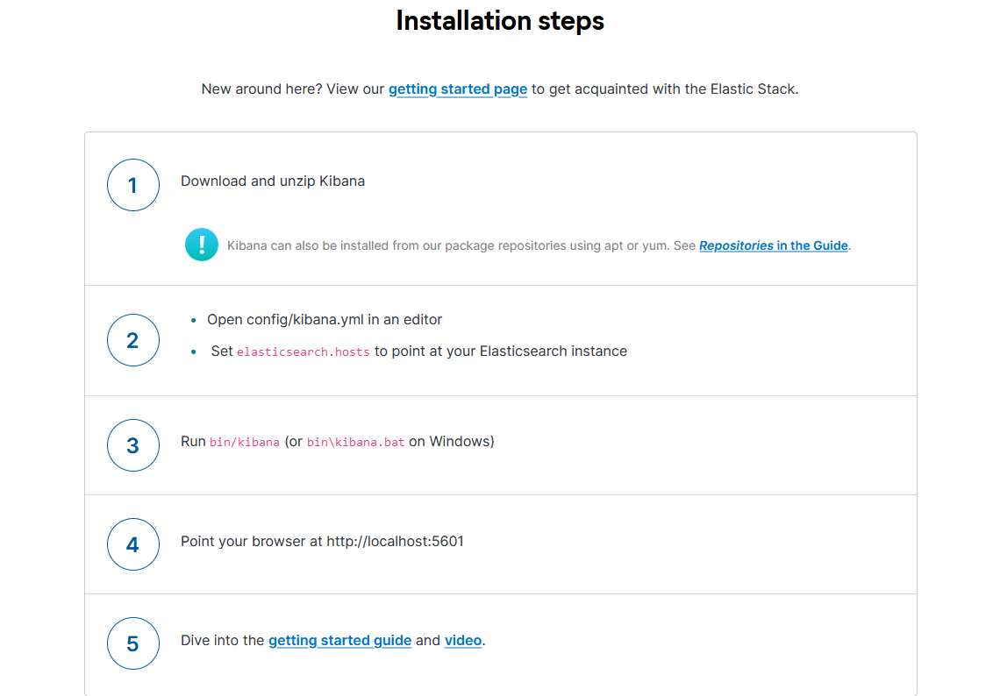 Installation steps
New around here? View our getting started page to get acquainted with the Elastic Stack.
1
Download and unzip Kibana
! Kibana can also be installed from our package repositories using apt or yum. See Repositories in the Guide.
2
• Open config/kibana.yml in an editor
• Set elasticsearch.hosts to point at your Elasticsearch instance
3
Run bin/kibana (or bin\kibana.bat on Windows)
4
Point your browser at http://localhost:5601
5
Dive into the getting started guide and video.